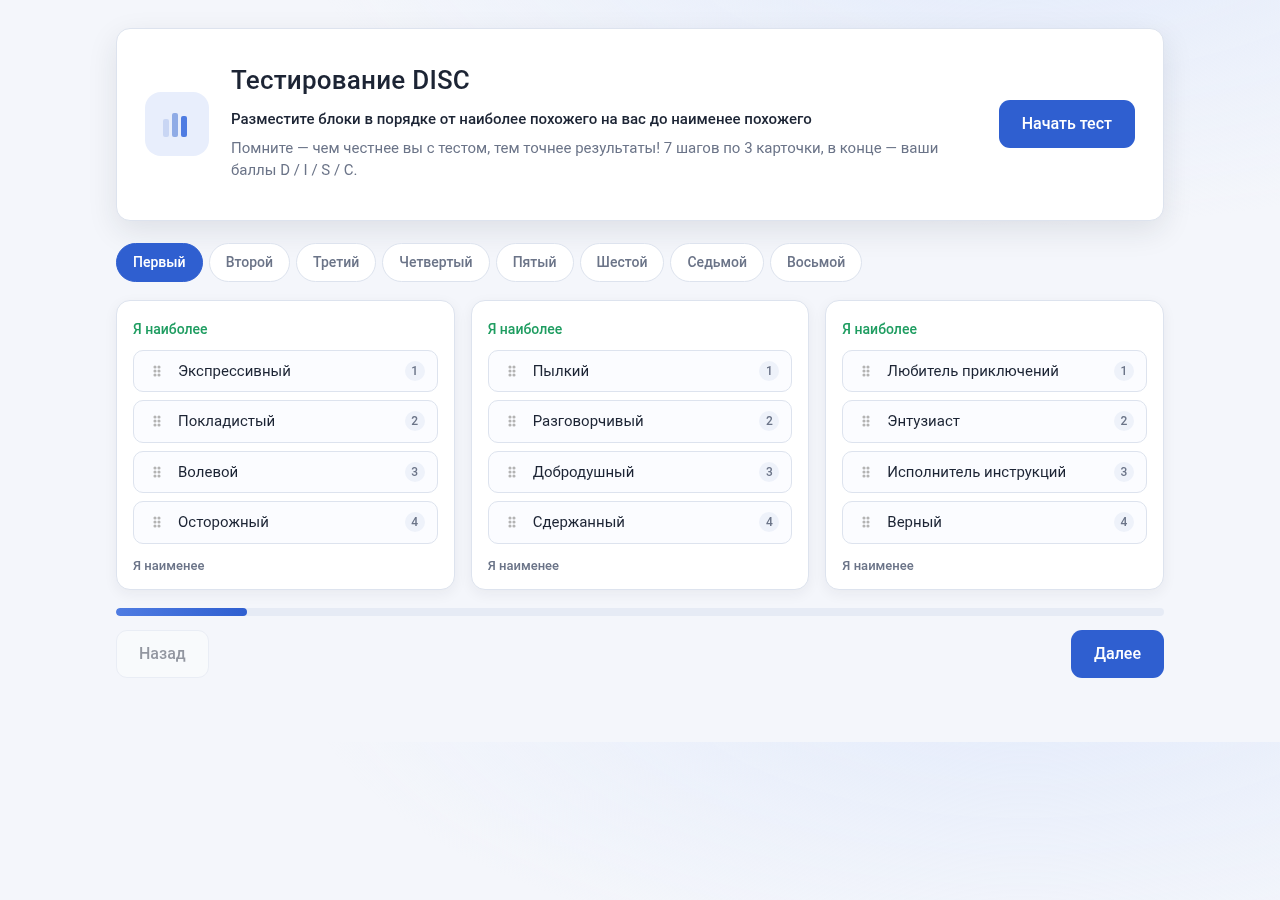 Тестирование DISC
Разместите блоки в порядке от наиболее похожего на вас до наименее похожего
Помните — чем честнее вы с тестом, тем точнее результаты! 7 шагов по 3 карточки, в конце — ваши
баллы D / I / S / C.
Начать тест
Первый
Второй
Третий
Четвертый
Пятый
Шестой
Седьмой
Восьмой
Я наиболее
Экспрессивный 1
Покладистый 2
Волевой 3
Осторожный 4
Я наименее
Я наиболее
Пылкий 1
Разговорчивый 2
Добродушный 3
Сдержанный 4
Я наименее
Я наиболее
Любитель приключений 1
Энтузиаст 2
Исполнитель инструкций 3
Верный 4
Я наименее
Назад
Далее